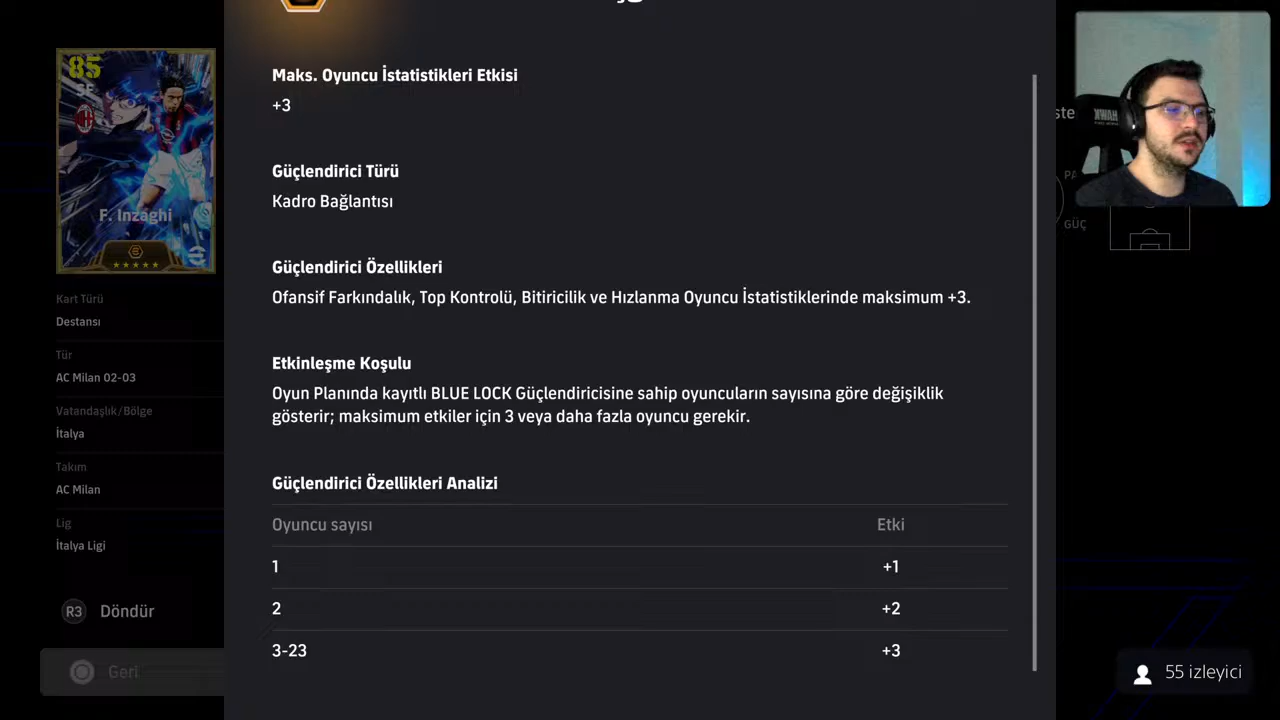 85
SF
F. Inzaghi
Kart Türü
Destansı
Tür
AC Milan 02-03
Vatandaşlık/Bölge
İtalya
Takım
AC Milan
Lig
İtalya Ligi
R3 Döndür
Geri
Maks. Oyuncu İstatistikleri Etkisi
+3
Güçlendirici Türü
Kadro Bağlantısı
Güçlendirici Özellikleri
Ofansif Farkındalık, Top Kontrolü, Bitiricilik ve Hızlanma Oyuncu İstatistiklerinde maksimum +3.
Etkinleşme Koşulu
Oyun Planında kayıtlı BLUE LOCK Güçlendiricisine sahip oyuncuların sayısına göre değişiklik
gösterir; maksimum etkiler için 3 veya daha fazla oyuncu gerekir.
Güçlendirici Özellikleri Analizi
Oyuncu sayısı Etki
1 +1
2 +2
3-23 +3
HAWK
GÜÇ
55 izleyici